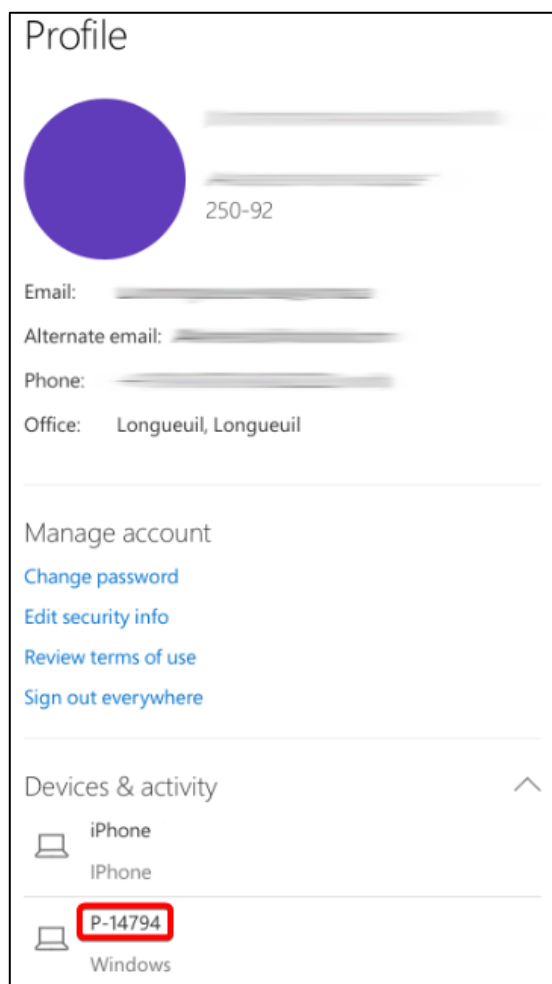 Profile
250-92
Email:
Alternate email:
Phone:
Office: Longueuil, Longueuil
Manage account
Change password
Edit security info
Review terms of use
Sign out everywhere
Devices & activity
iPhone
IPhone
P-14794
Windows